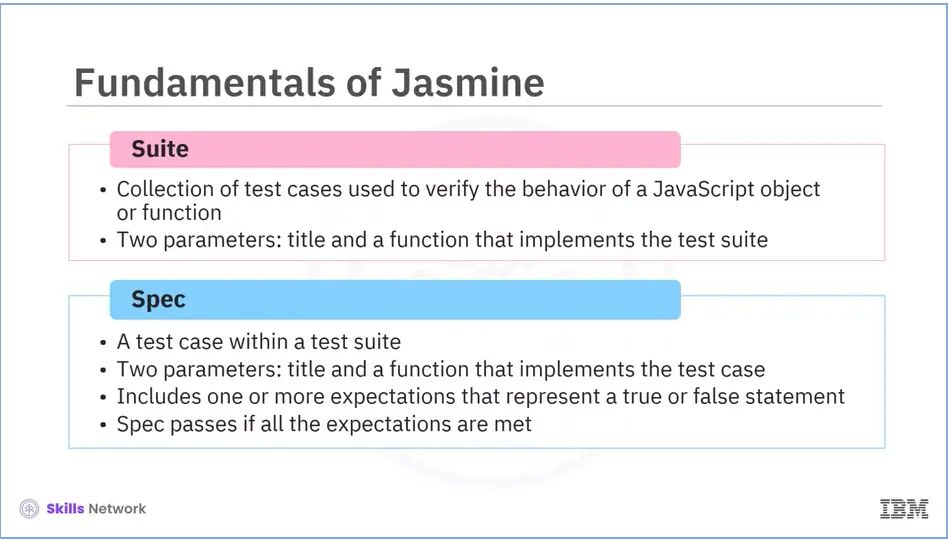 Fundamentals of Jasmine
Suite
• Collection of test cases used to verify the behavior of a JavaScript object
or function
• Two parameters: title and a function that implements the test suite
Spec
• A test case within a test suite
• Two parameters: title and a function that implements the test case
• Includes one or more expectations that represent a true or false statement
• Spec passes if all the expectations are met
Skills Network
IBM